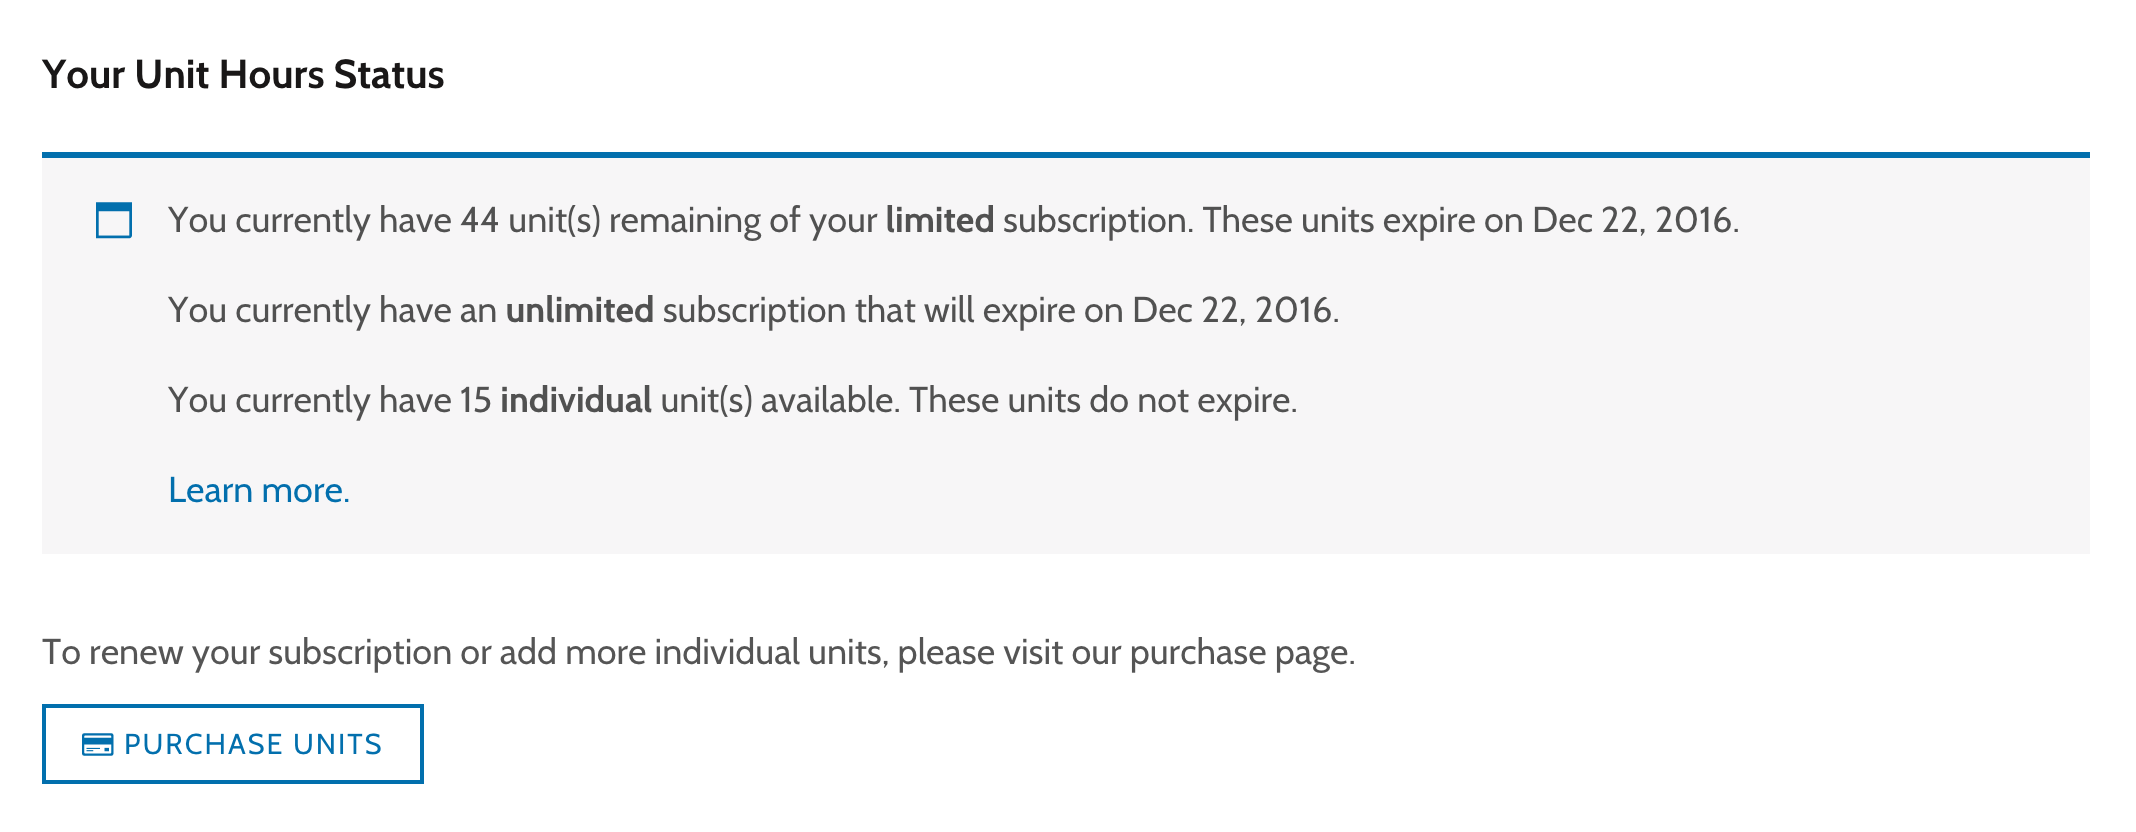 Your Unit Hours Status
You currently have 44 unit(s) remaining of your limited subscription. These units expire on Dec 22, 2016.
You currently have an unlimited subscription that will expire on Dec 22, 2016.
You currently have 15 individual unit(s) available. These units do not expire.
Learn more.
To renew your subscription or add more individual units, please visit our purchase page.
PURCHASE UNITS